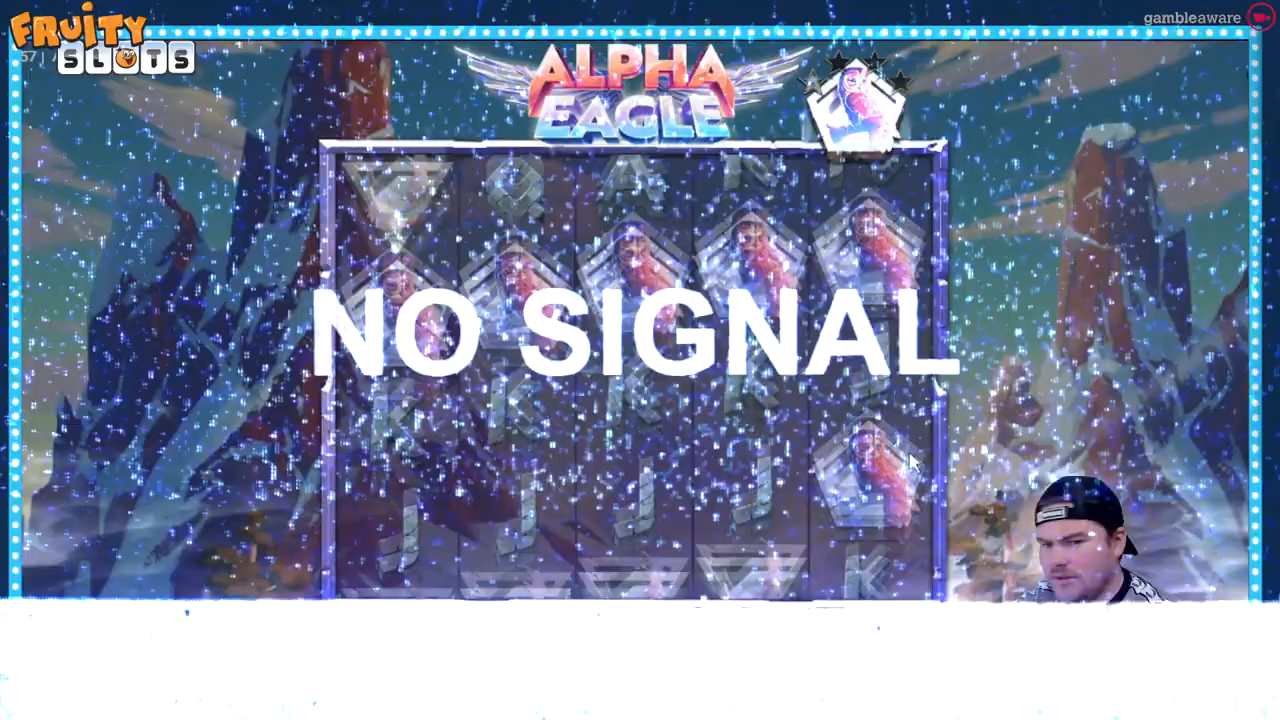 FRUITY
SLOTS
gambleaware
ALPHA
EAGLE
Q A
NO SIGNAL
K K K K
J J J J
K